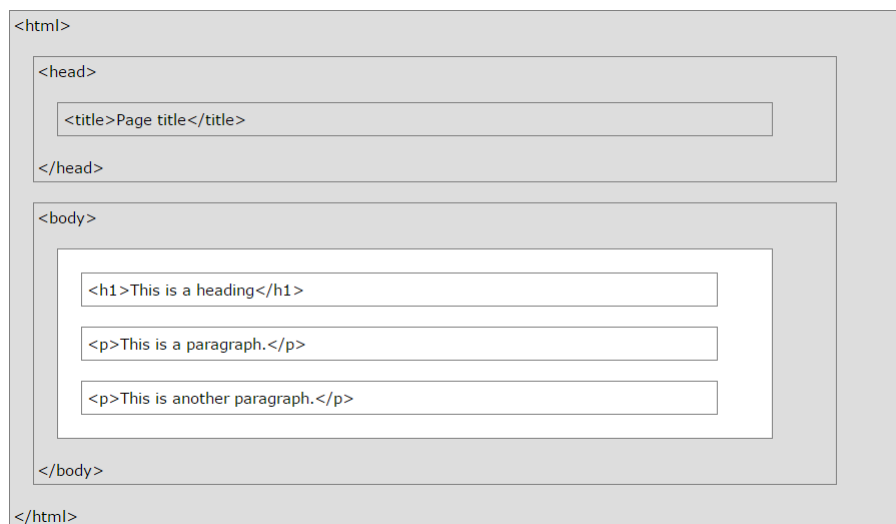 <html>
<head>
<title>Page title</title>
</head>
<body>
<h1>This is a heading</h1>
<p>This is a paragraph.</p>
<p>This is another paragraph.</p>
</body>
</html>